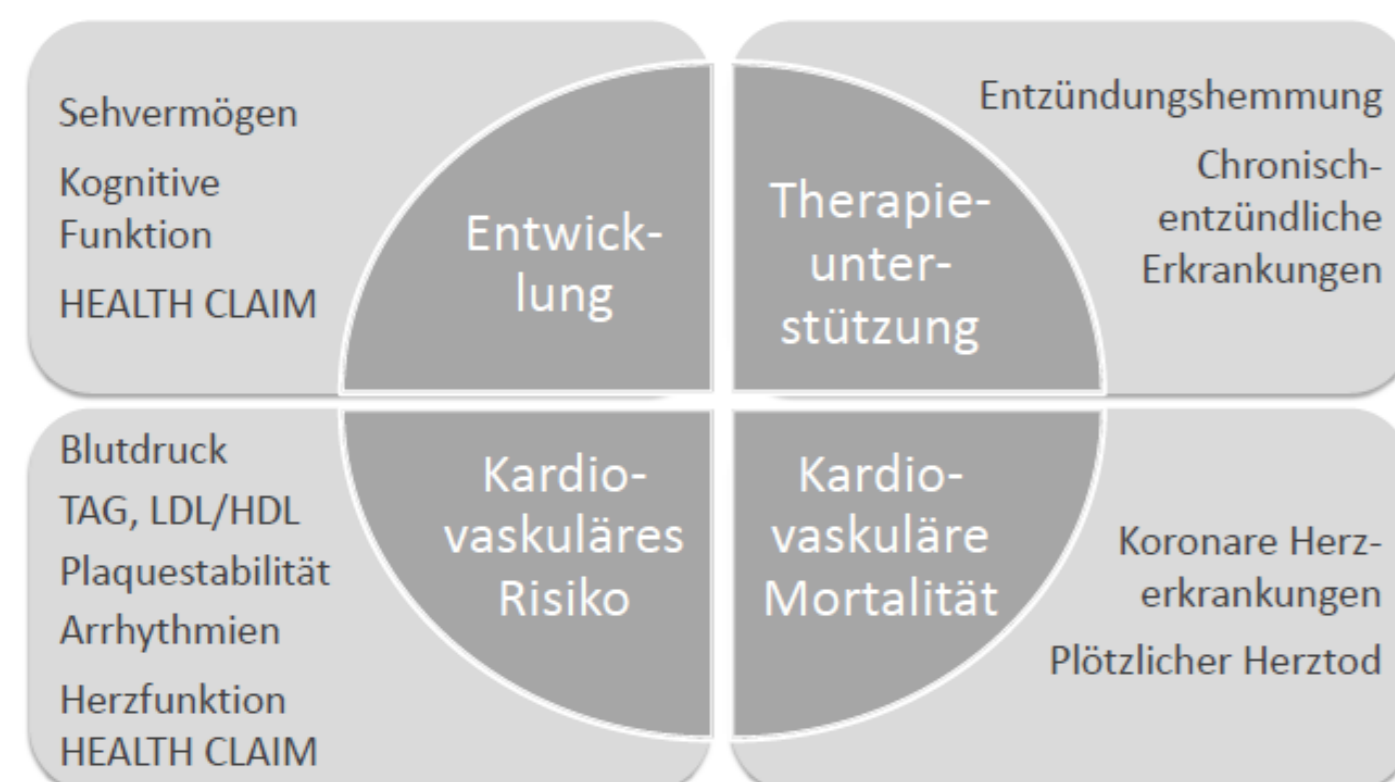 Sehvermögen
Kognitive
Funktion
HEALTH CLAIM
Entwick-
lung
Therapie-
unter-
stützung
Entzündungshemmung
Chronisch-
entzündliche
Erkrankungen
Blutdruck
TAG, LDL/HDL
Plaquestabilität
Arrhythmien
Herzfunktion
HEALTH CLAIM
Kardio-
vaskuläres
Risiko
Kardio-
vaskuläre
Mortalität
Koronare Herz-
erkrankungen
Plötzlicher Herztod